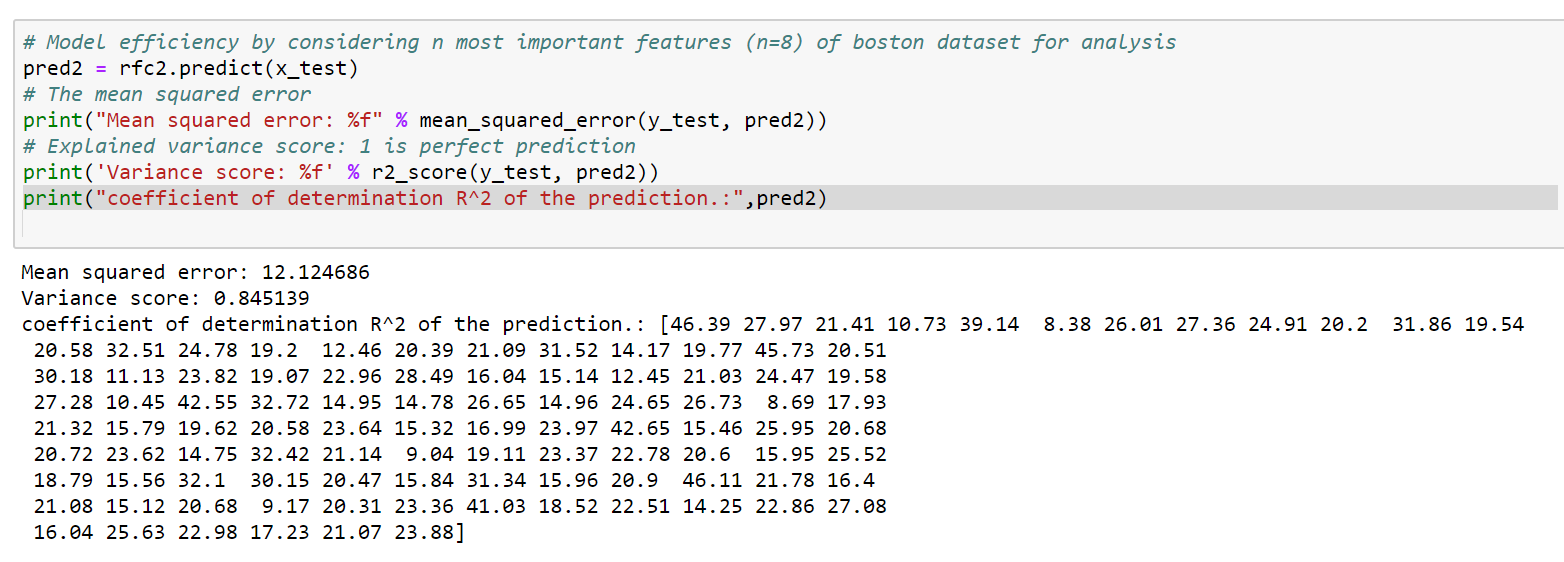 # Model efficiency by considering n most important features (n=8) of boston dataset for analysis
pred2 = rfc2.predict(x_test)
# The mean squared error
print("Mean squared error: %f" % mean_squared_error(y_test, pred2))
# Explained variance score: 1 is perfect prediction
print('Variance score: %f' % r2_score(y_test, pred2))
print("coefficient of determination R^2 of the prediction.:",pred2)
Mean squared error: 12.124686
Variance score: 0.845139
coefficient of determination R^2 of the prediction.: [46.39 27.97 21.41 10.73 39.14  8.38 26.01 27.36 24.91 20.2  31.86 19.54
 20.58 32.51 24.78 19.2  12.46 20.39 21.09 31.52 14.17 19.77 45.73 20.51
 30.18 11.13 23.82 19.07 22.96 28.49 16.04 15.14 12.45 21.03 24.47 19.58
 27.28 10.45 42.55 32.72 14.95 14.78 26.65 14.96 24.65 26.73  8.69 17.93
 21.32 15.79 19.62 20.58 23.64 15.32 16.99 23.97 42.65 15.46 25.95 20.68
 20.72 23.62 14.75 32.42 21.14  9.04 19.11 23.37 22.78 20.6  15.95 25.52
 18.79 15.56 32.1  30.15 20.47 15.84 31.34 15.96 20.9  46.11 21.78 16.4
 21.08 15.12 20.68  9.17 20.31 23.36 41.03 18.52 22.51 14.25 22.86 27.08
 16.04 25.63 22.98 17.23 21.07 23.88]